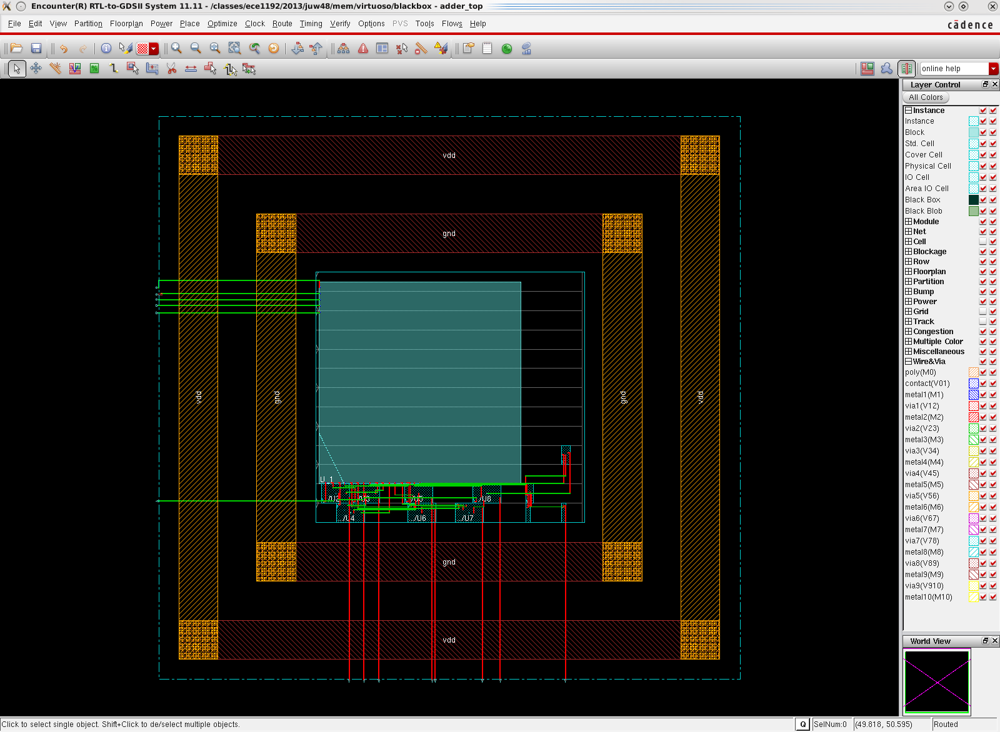 Encounter(R) RTL-to-GDSII System 11.11 - /classes/ece1192/2013/juw48/mem/virtuoso/blackbox - adder_top
File Edit View Partition Floorplan Power Place Optimize Clock Route Timing Verify Options PVS Tools Flows Help
cādence
online help
Layer Control
All Colors
Instance
Instance
Block
Std. Cell
Cover Cell
Physical Cell
IO Cell
Area IO Cell
Black Box
Black Blob
Module
Net
Cell
Blockage
Row
Floorplan
Partition
Bump
Power
Grid
Track
Congestion
Multiple Color
Miscellaneous
Wire&Via
poly(M0)
contact(V01)
metal1(M1)
via1(V12)
metal2(M2)
via2(V23)
metal3(M3)
via3(V34)
metal4(M4)
via4(V45)
metal5(M5)
via5(V56)
metal6(M6)
via6(V67)
metal7(M7)
via7(V78)
metal8(M8)
via8(V89)
metal9(M9)
via9(V910)
metal10(M10)
World View
vdd
gnd
vdd
gnd
gnd
vdd
U_1
/U2
/U3
/U5
/U8
../U4
../U6
../U7
gnd
vdd
Click to select single object. Shift+Click to de/select multiple objects.
Q
SelNum:0
(49.818, 50.595)
Routed